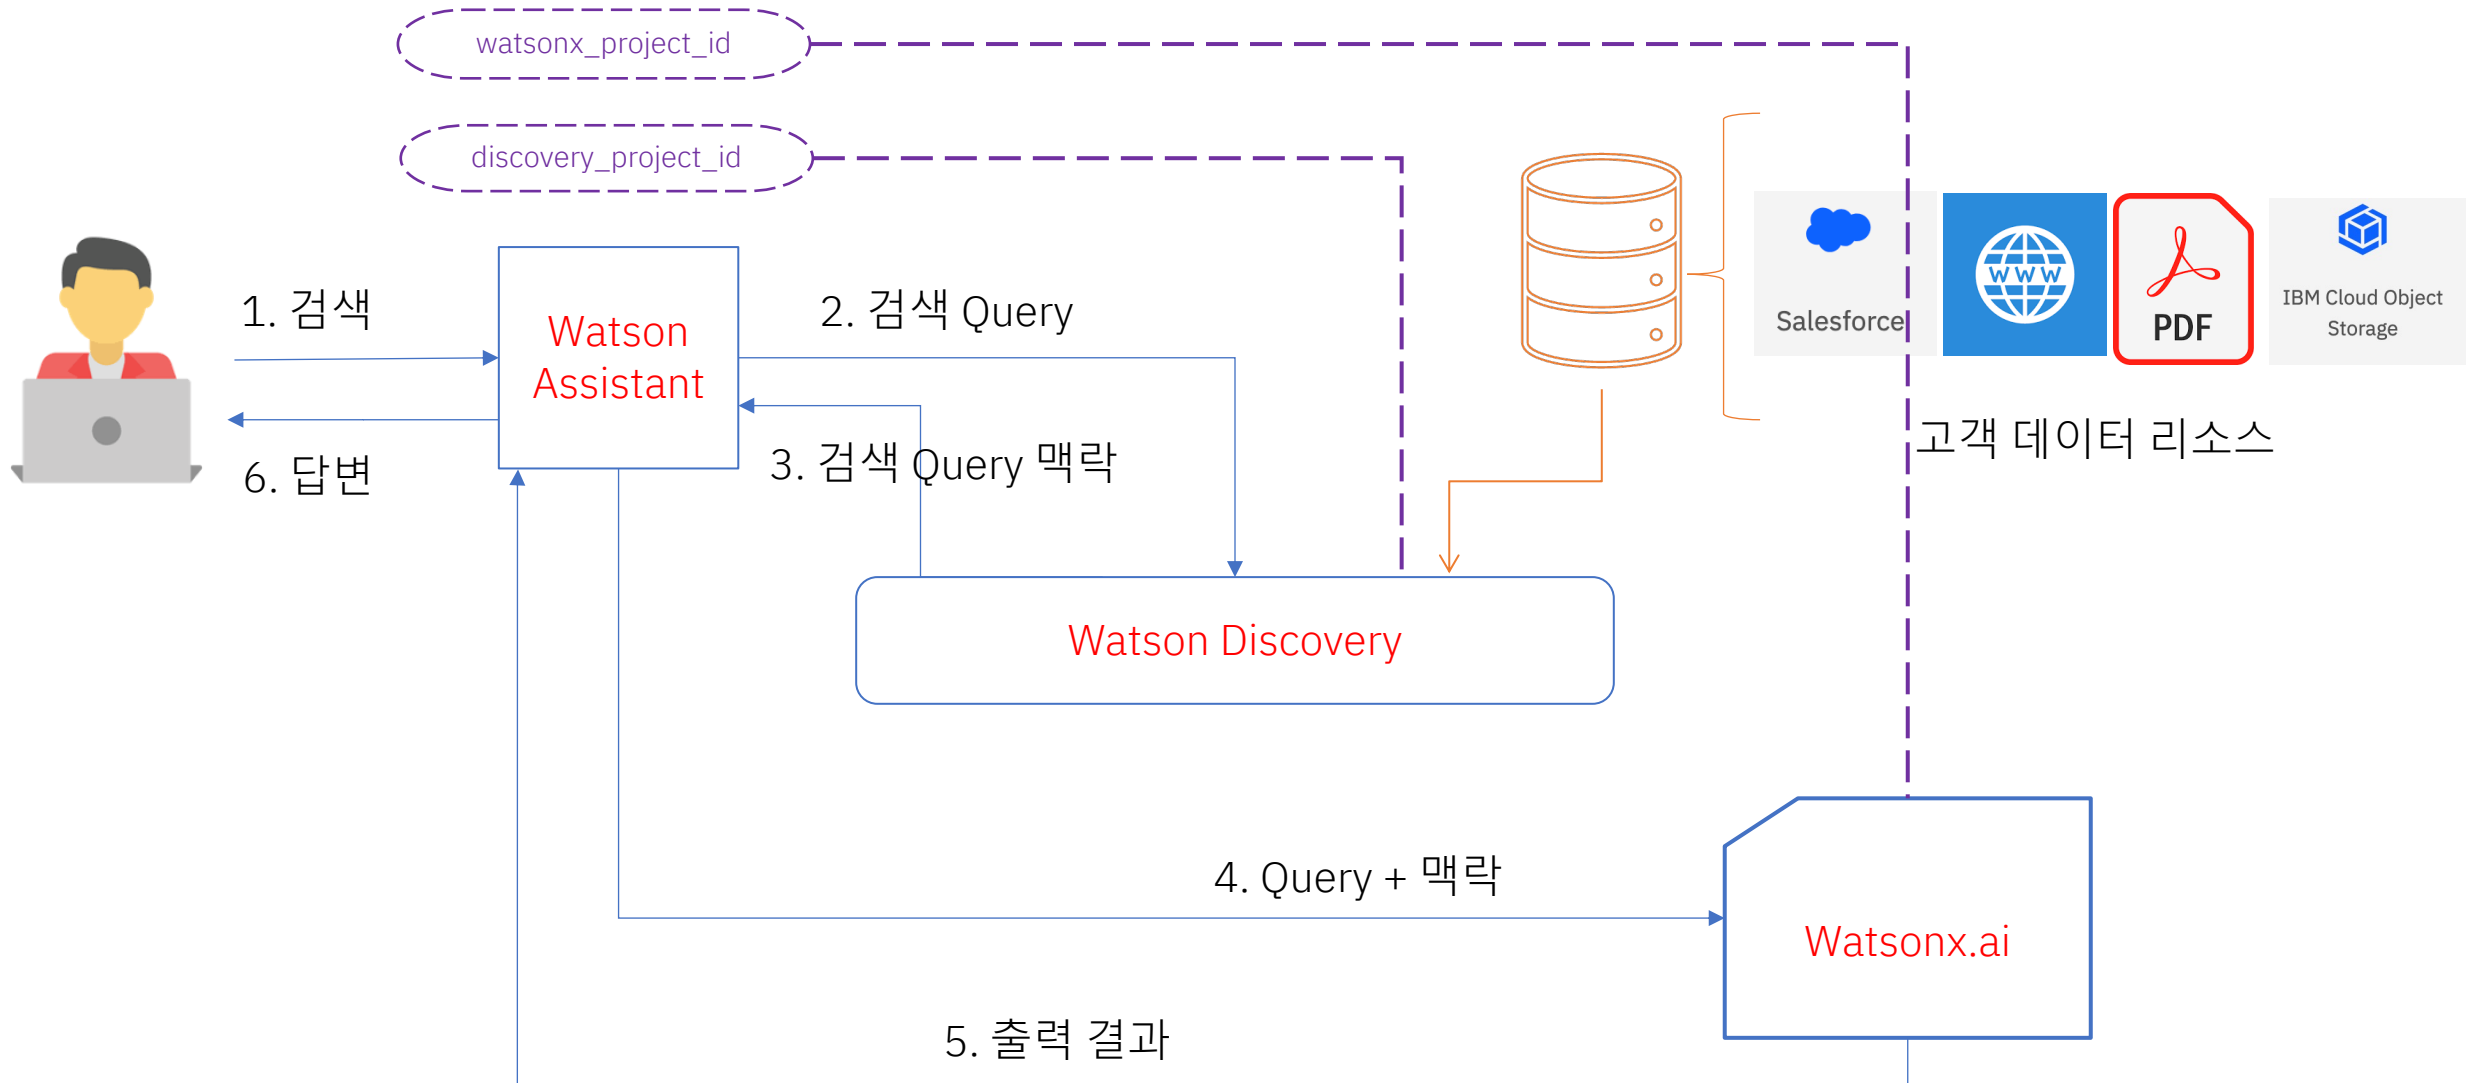 watsonx_project_id
discovery_project_id
1. 검색
Watson
Assistant
2. 검색 Query
Salesforce
WWW
PDF
IBM Cloud Object
Storage
고객 데이터 리소스
3. 검색 Query 맥락
6. 답변
Watson Discovery
4. Query + 맥락
Watsonx.ai
5. 출력 결과